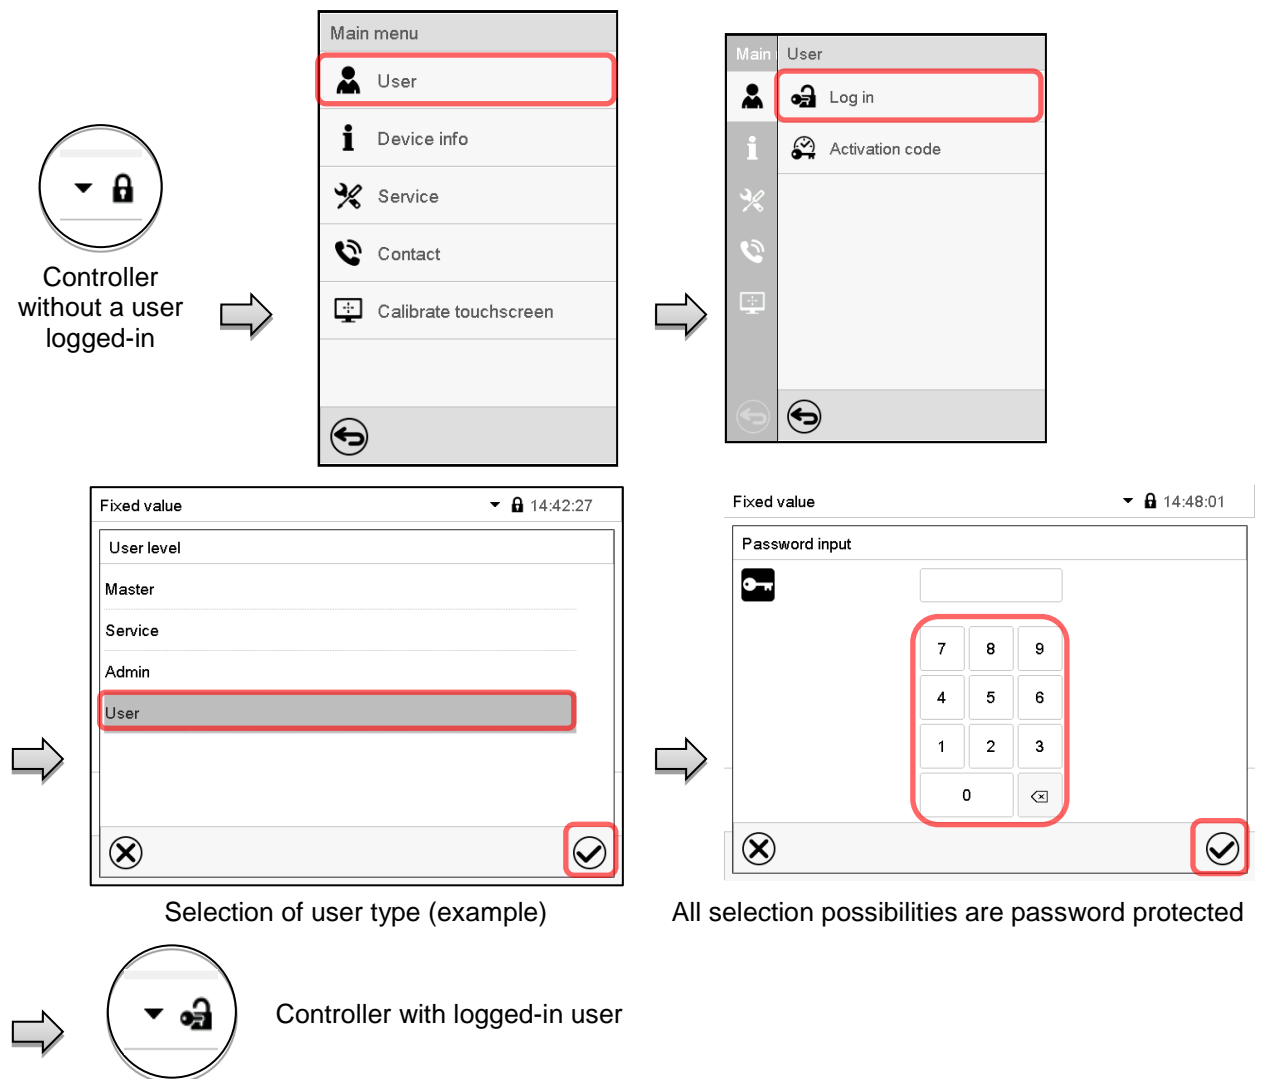 Main menu
User
Device info
Service
Contact
Calibrate touchscreen
Controller
without a user
logged-in
Main
User
Log in
Activation code
Fixed value
14:42:27
User level
Master
Service
Admin
User
Selection of user type (example)
Fixed value
14:48:01
Password input
7 8 9
4 5 6
1 2 3
0
All selection possibilities are password protected
Controller with logged-in user